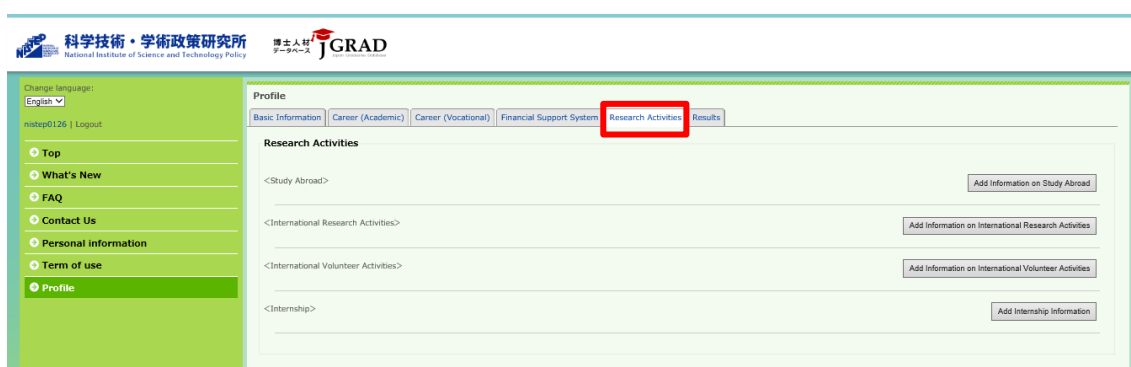 科学技術・学術政策研究所
National Institute of Science and Technology Policy
博士人材
データベース
JGRAD
Change language:
English
nistep0126 | Logout
Top
What's New
FAQ
Contact Us
Personal information
Term of use
Profile
Profile
Basic Information Career (Academic) Career (Vocational) Financial Support System Research Activities Results
Research Activities
<Study Abroad> Add Information on Study Abroad
<International Research Activities> Add Information on International Research Activities
<International Volunteer Activities> Add Information on International Volunteer Activities
<Internship> Add Internship Information